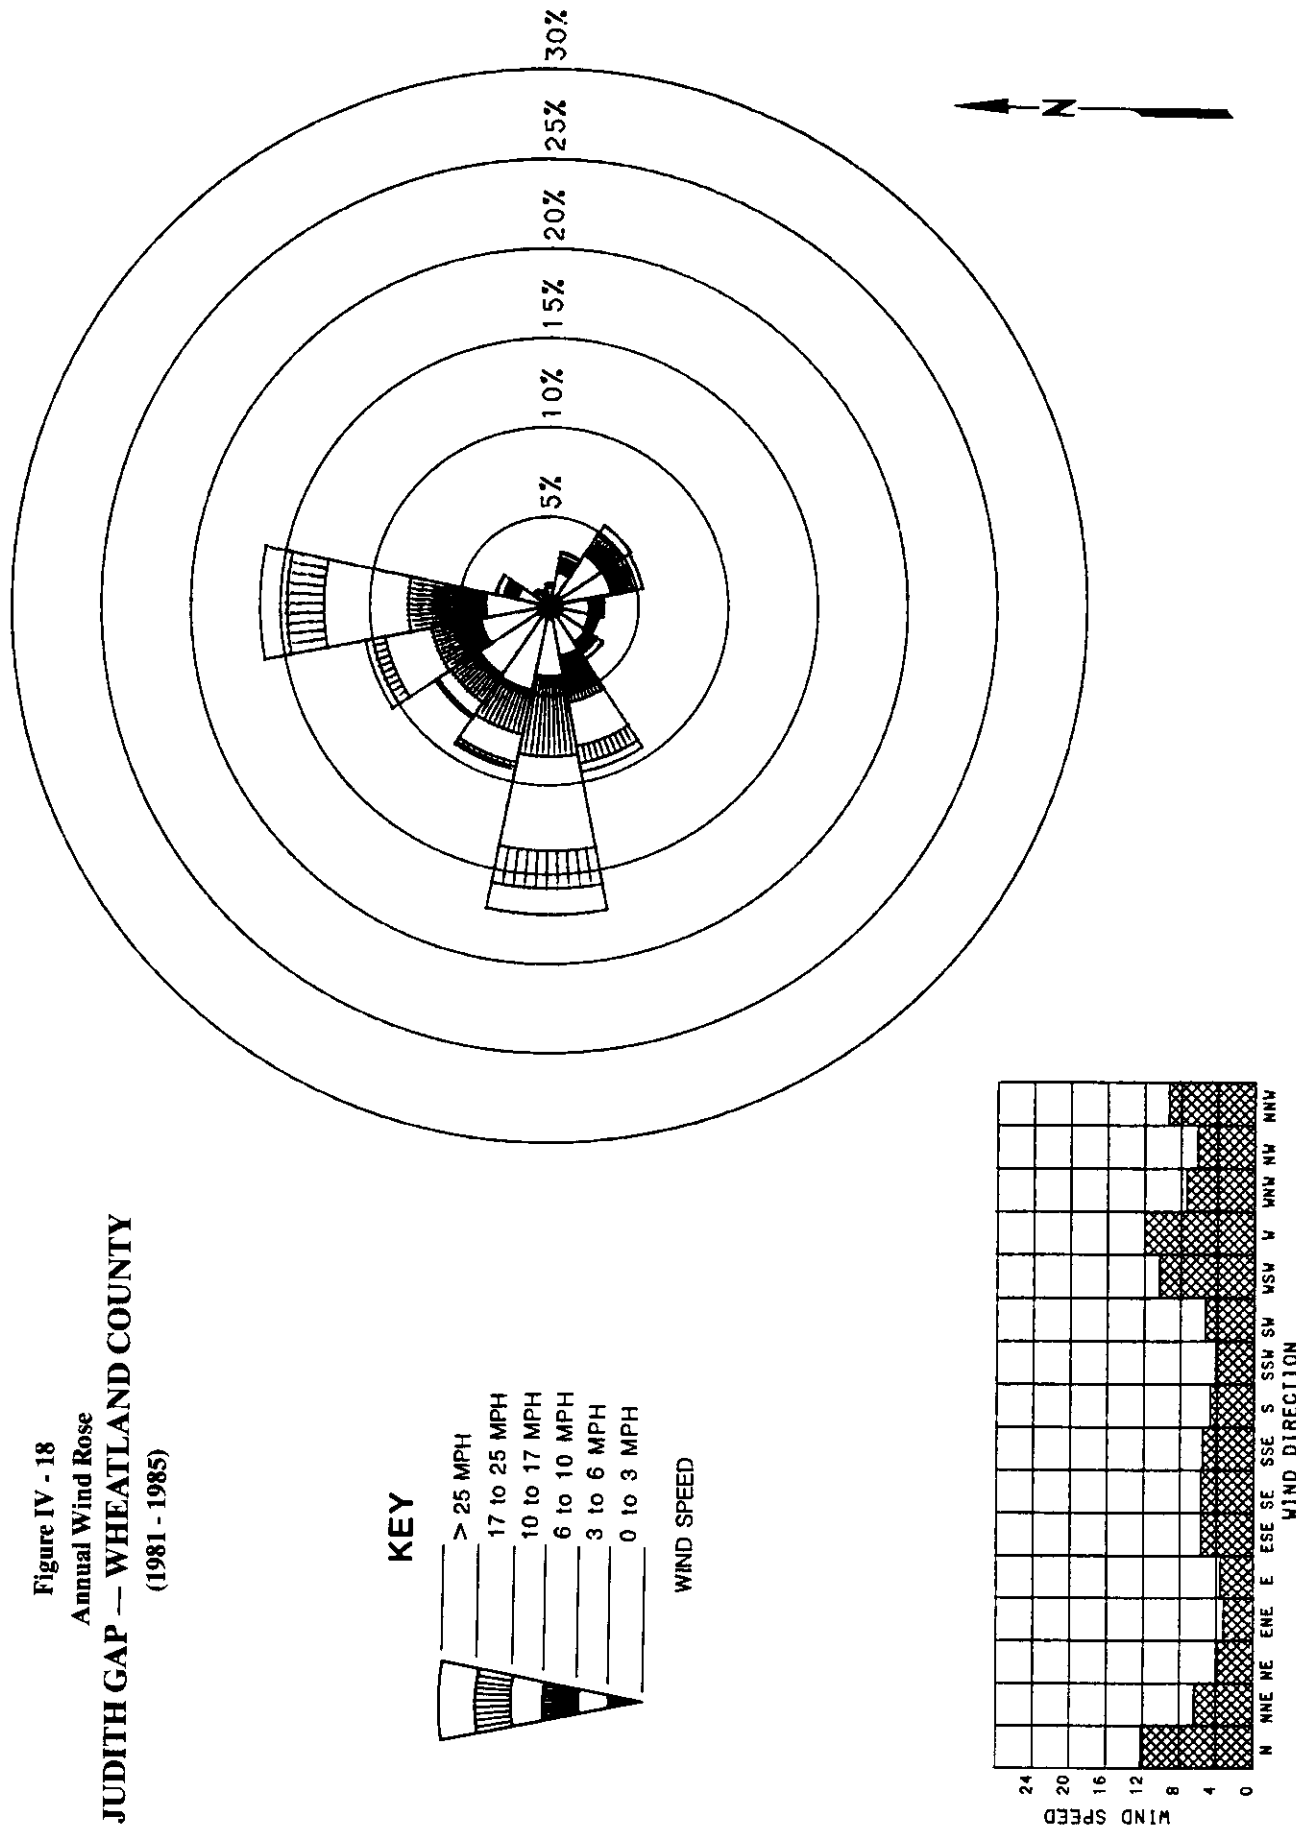 Figure IV - 18
Annual Wind Rose
JUDITH GAP — WHEATLAND COUNTY
(1981 - 1985)
30%
25%
20%
15%
10%
5%
N
KEY
> 25 MPH
17 to 25 MPH
10 to 17 MPH
6 to 10 MPH
3 to 6 MPH
0 to 3 MPH
WIND SPEED
WIND SPEED
24
20
16
12
8
4
0
N NNE NE ENE E ESE SE SSE S SSW SW WSW W WNW NW NNW
WIND DIRECTION